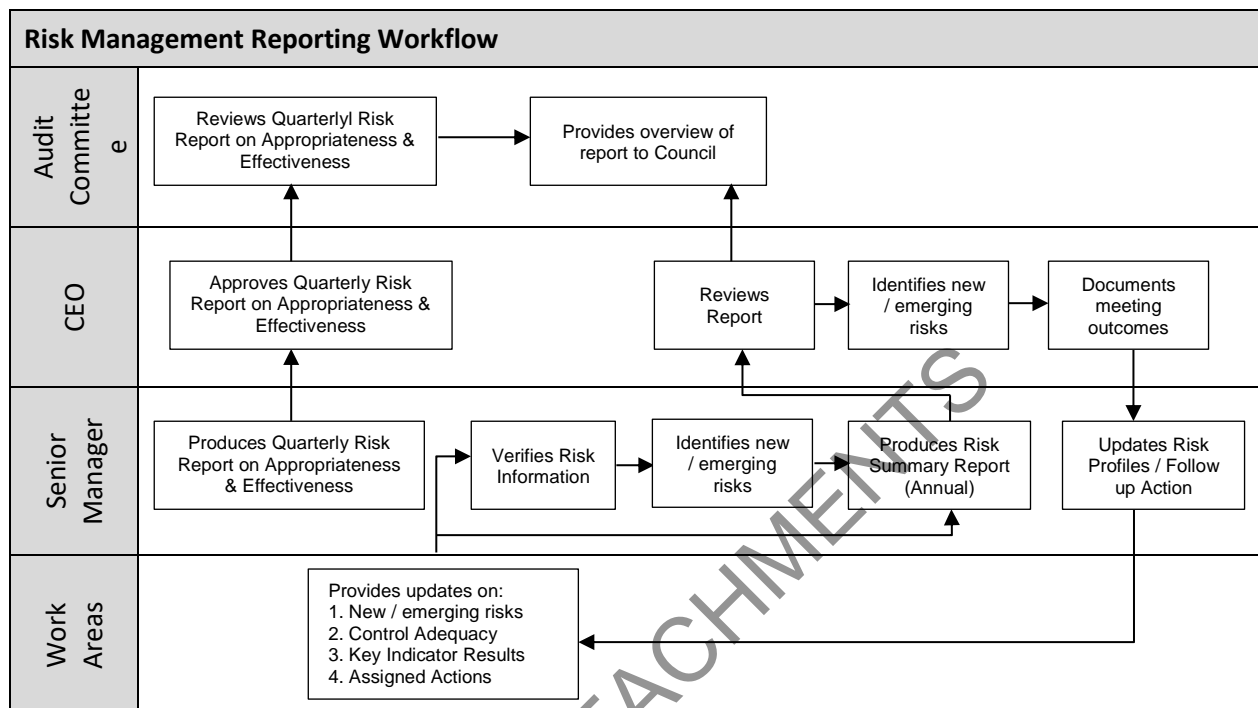 Risk Management Reporting Workflow
Audit
Committe
e
Reviews Quarterlyl Risk
Report on Appropriateness &
Effectiveness
Provides overview of
report to Council
CEO
Approves Quarterly Risk
Report on Appropriateness &
Effectiveness
Reviews
Report
Identifies new
/ emerging
risks
Documents
meeting
outcomes
Senior
Manager
Produces Quarterly Risk
Report on Appropriateness
& Effectiveness
Verifies Risk
Information
Identifies new
/ emerging
risks
Produces Risk
Summary Report
(Annual)
Updates Risk
Profiles / Follow
up Action
Work
Areas
Provides updates on:
1. New / emerging risks
2. Control Adequacy
3. Key Indicator Results
4. Assigned Actions